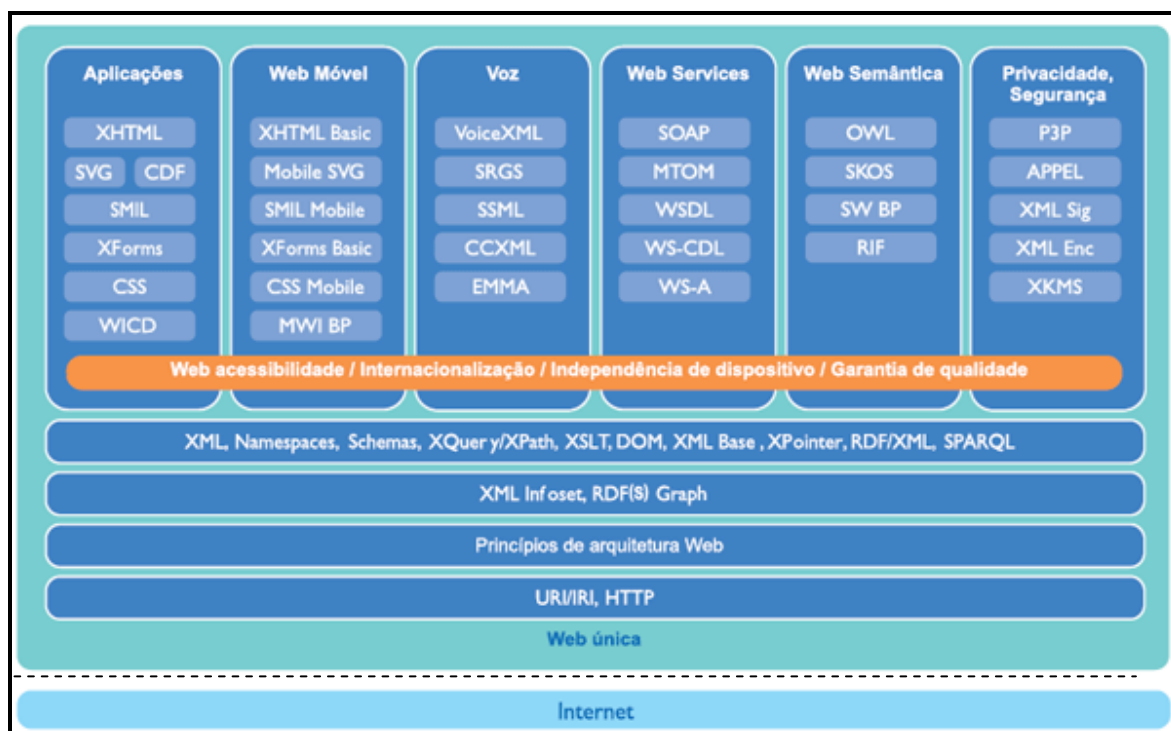 Aplicações
XHTML
SVG CDF
SMIL
XForms
CSS
WICD
Web Móvel
XHTML Basic
Mobile SVG
SMIL Mobile
XForms Basic
CSS Mobile
MWI BP
Voz
VoiceXML
SRGS
SSML
CCXML
EMMA
Web Services
SOAP
MTOM
WSDL
WS-CDL
WS-A
Web Semântica
OWL
SKOS
SW BP
RIF
Privacidade,
Segurança
P3P
APPEL
XML Sig
XML Enc
XKMS
Web acessibilidade / Internacionalização / Independência de dispositivo / Garantia de qualidade
XML, Namespaces, Schemas, XQuer y/XPath, XSLT, DOM, XML Base , XPointer, RDF/XML, SPARQL
XML Infoset, RDF(S) Graph
Princípios de arquitetura Web
URI/IRI, HTTP
Web única
Internet